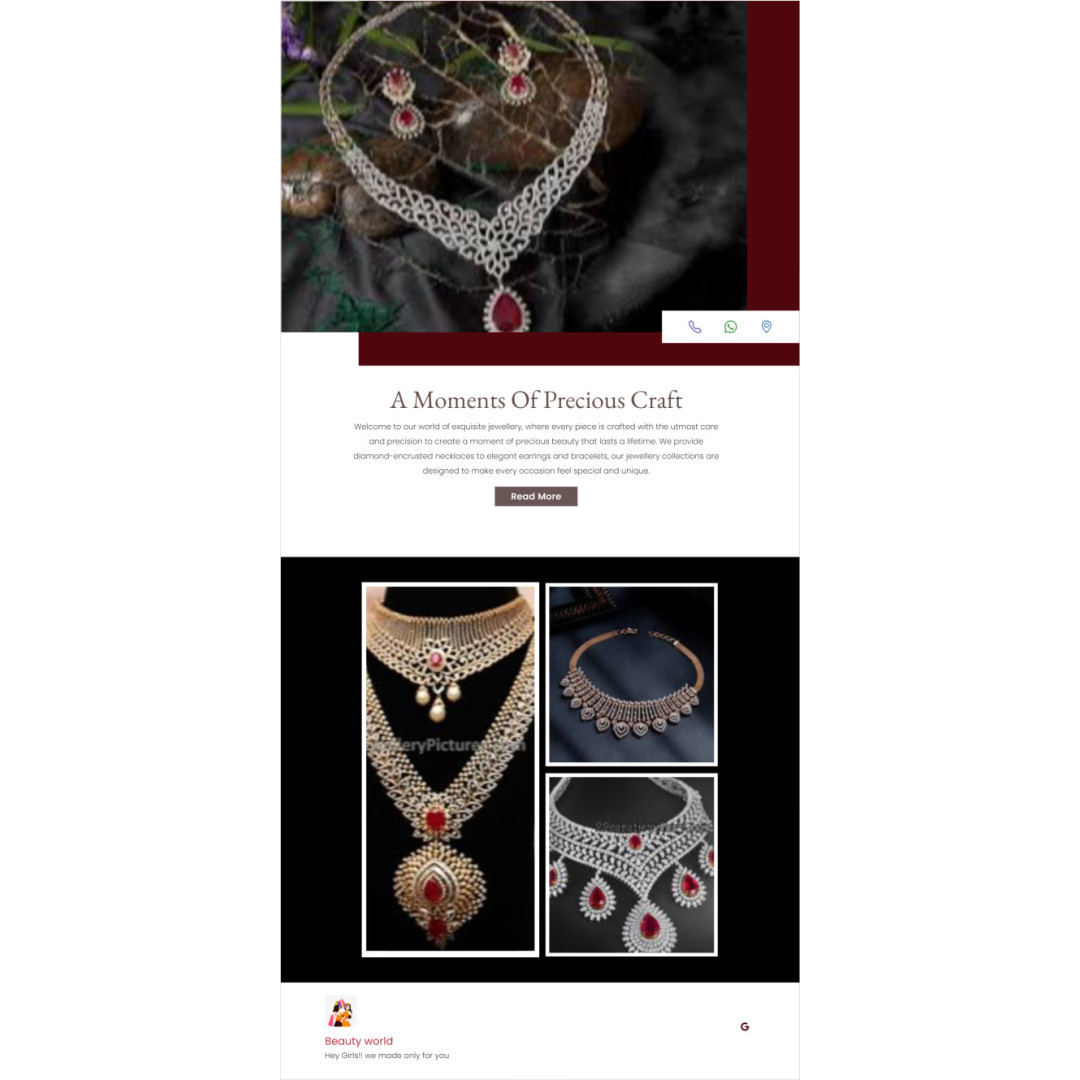 A Moments Of Precious Craft
Welcome to our world of exquisite jewellery, where every piece is crafted with the utmost care
and precision to create a moment of precious beauty that lasts a lifetime. We provide
diamond-encrusted necklaces to elegant earrings and bracelets, our jewellery collections are
designed to make every occasion feel special and unique.
Read More
Beauty world
Hey Girls!! we made only for you